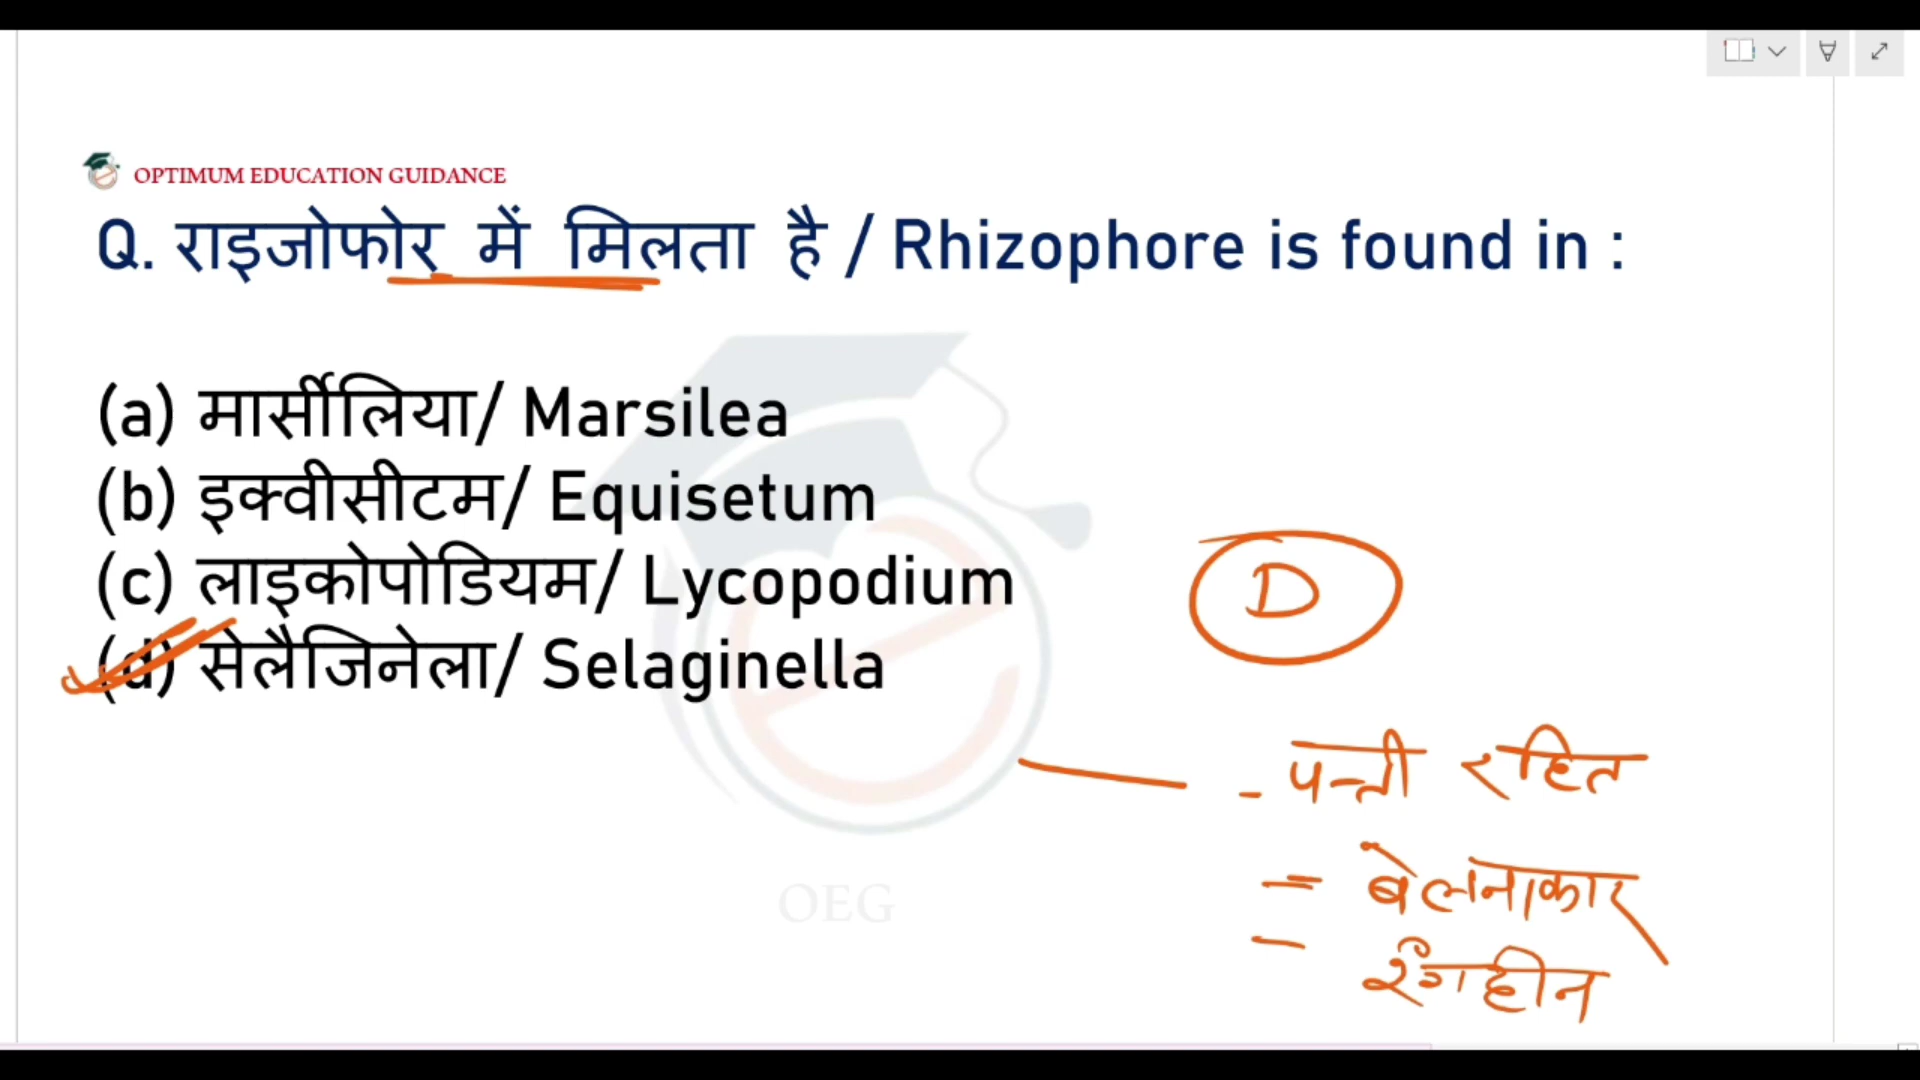 OPTIMUM EDUCATION GUIDANCE
Q. राइजोफोर में मिलता है / Rhizophore is found in :
(a) मार्सीलिया/ Marsilea
(b) इक्वीसीटम/ Equisetum
(c) लाइकोपोडियम/ Lycopodium
(d) सेलैजिनेला/ Selaginella
D
- पत्ती रहित
= बेलनाकार
- रंगहीन
OEG